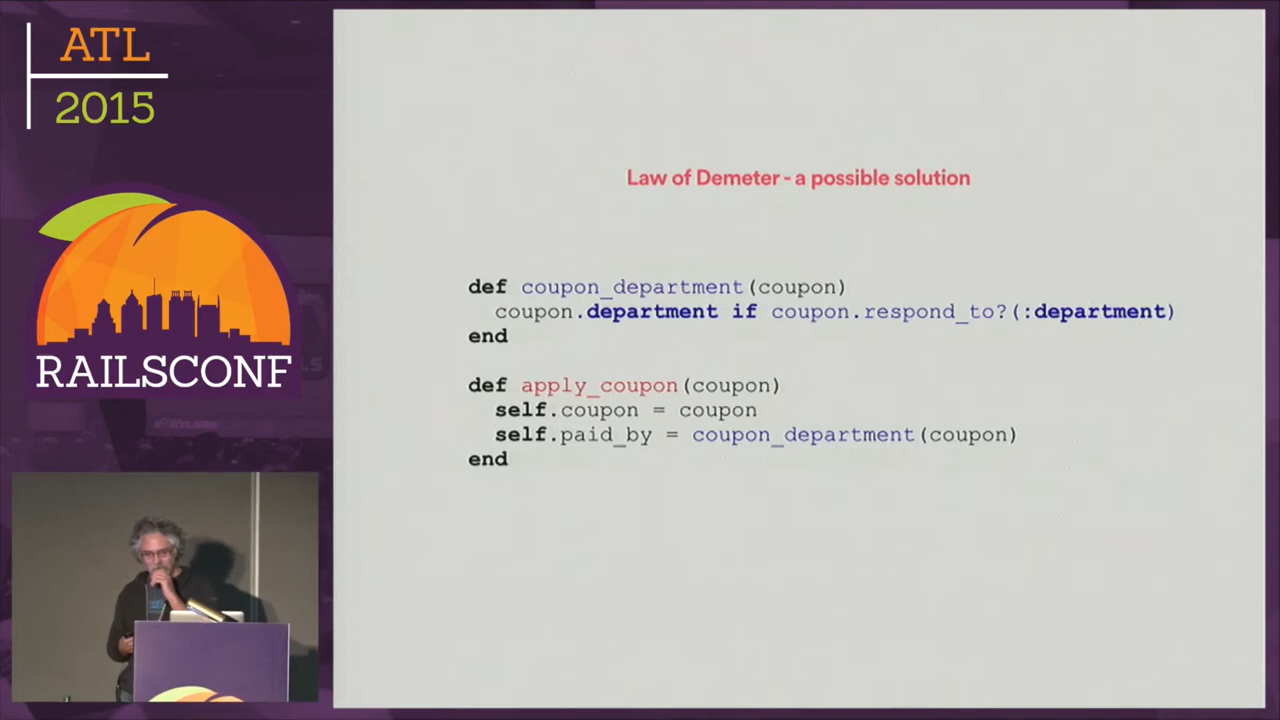 ATL
2015
RAILSCONF
Law of Demeter - a possible solution
def coupon_department(coupon)
  coupon.department if coupon.respond_to?(:department)
end
def apply_coupon(coupon)
  self.coupon = coupon
  self.paid_by = coupon_department(coupon)
end